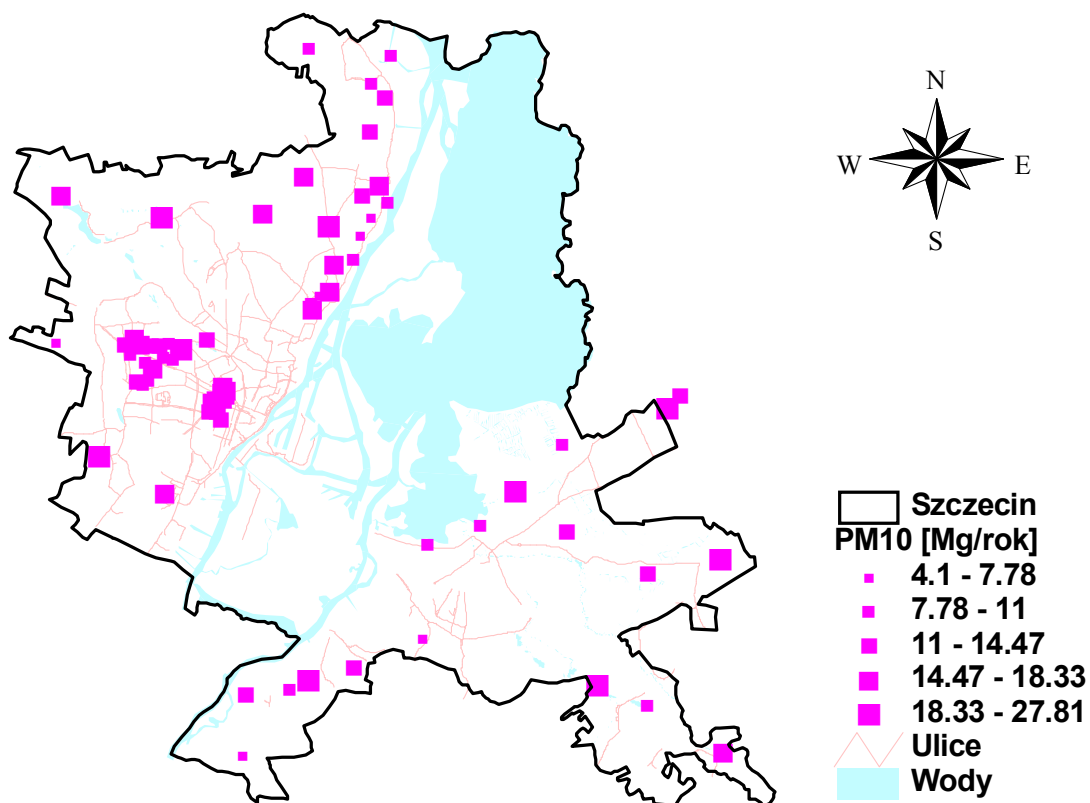 N
W E
S
Szczecin
PM10 [Mg/rok]
4.1 - 7.78
7.78 - 11
11 - 14.47
14.47 - 18.33
18.33 - 27.81
Ulice
Wody